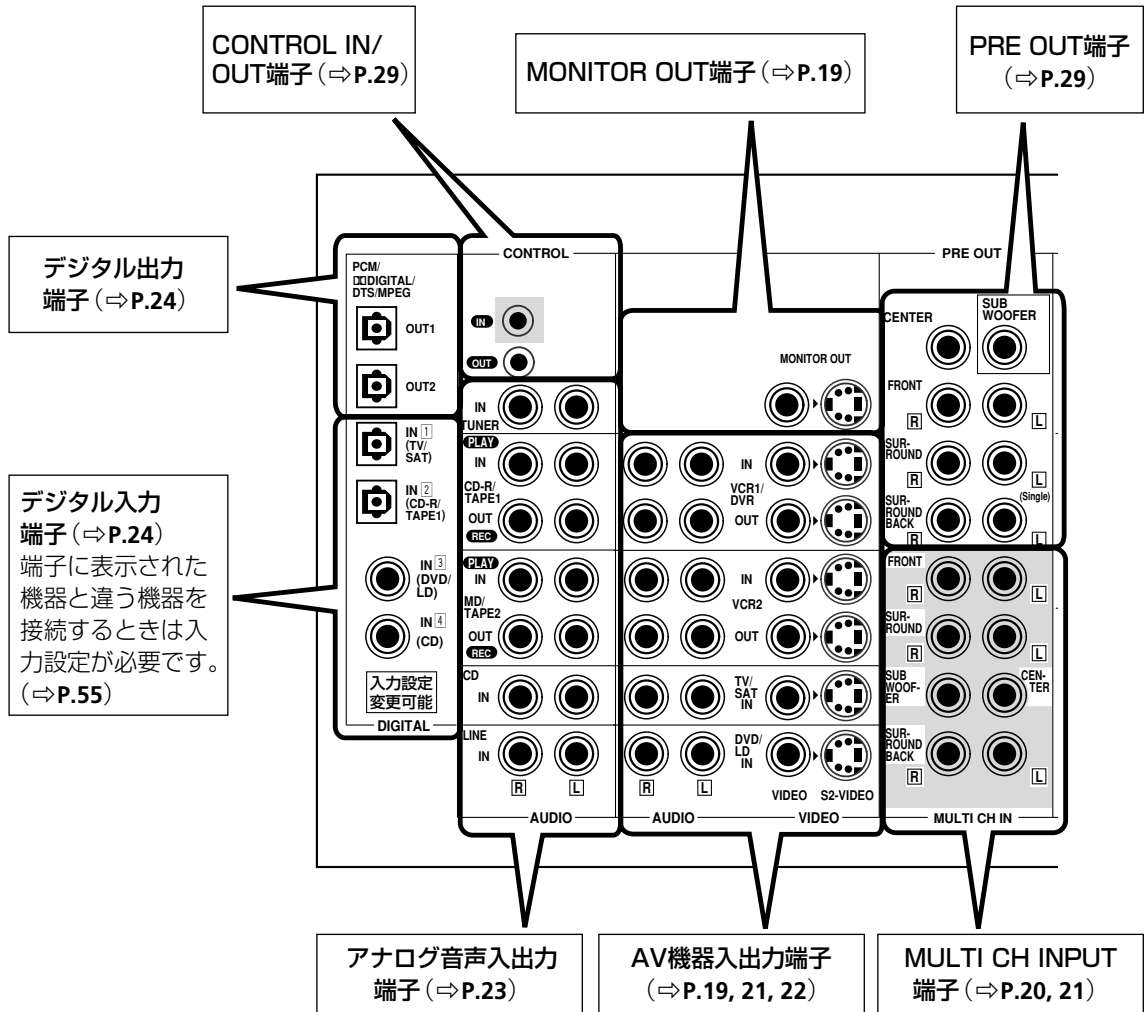 CONTROL IN/
OUT端子(⇨P.29)
MONITOR OUT端子(⇨P.19)
PRE OUT端子
(⇨P.29)
デジタル出力
端子(⇨P.24)
デジタル入力
端子(⇨P.24)
端子に表示された
機器と違う機器を
接続するときは入
力設定が必要です。
(⇨P.55)
PCM/
DIGITAL/
DTS/MPEG
OUT1
OUT2
IN 1
(TV/
SAT)
IN 2
(CD-R/
TAPE1)
IN 3
(DVD/
LD)
IN 4
(CD)
入力設定
変更可能
DIGITAL
CONTROL
IN
OUT
IN
TUNER
PLAY
IN
CD-R/
TAPE1
OUT
REC
PLAY
IN
MD/
TAPE2
OUT
REC
CD
IN
LINE
IN
R L
AUDIO
MONITOR OUT
IN
VCR1/
DVR
OUT
IN
VCR2
OUT
TV/
SAT
IN
DVD/
LD
IN
R L
VIDEO S2-VIDEO
AUDIO VIDEO
PRE OUT
CENTER
SUB
WOOFER
FRONT
R L
SUR-
ROUND
R L
(Single)
SUR-
ROUND
BACK
R L
FRONT
R L
SUR-
ROUND
R L
SUB
WOOF-
ER
CEN-
TER
SUR-
ROUND
BACK
R L
MULTI CH IN
アナログ音声入出力
端子(⇨P.23)
AV機器入出力端子
(⇨P.19, 21, 22)
MULTI CH INPUT
端子(⇨P.20, 21)